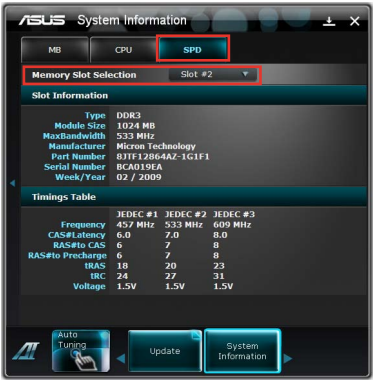 ASUS System Information
MB CPU SPD
Memory Slot Selection Slot #2
Slot Information
Type DDR3
Module Size 1024 MB
MaxBandwidth 533 MHz
Manufacturer Micron Technology
Part Number 8JTF12864AZ-1G1F1
Serial Number BCA019EA
Week/Year 02 / 2009
Timings Table
JEDEC #1 JEDEC #2 JEDEC #3
Frequency 457 MHz 533 MHz 609 MHz
CAS#Latency 6.0 7.0 8.0
RAS#to CAS 6 7 8
RAS#to Precharge 6 7 8
tRAS 18 20 23
tRC 24 27 31
Voltage 1.5V 1.5V 1.5V
Auto
Tuning
Update
System
Information